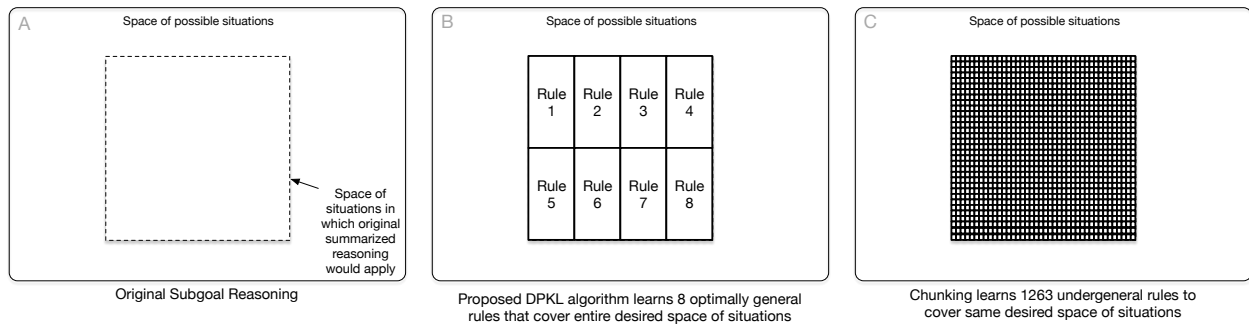 A
Space of possible situations
Space of
situations in
which original
summarized
reasoning
would apply
Original Subgoal Reasoning
B
Space of possible situations
Rule
1
Rule
2
Rule
3
Rule
4
Rule
5
Rule
6
Rule
7
Rule
8
Proposed DPKL algorithm learns 8 optimally general
rules that cover entire desired space of situations
C
Space of possible situations
Chunking learns 1263 undergeneral rules to
cover same desired space of situations